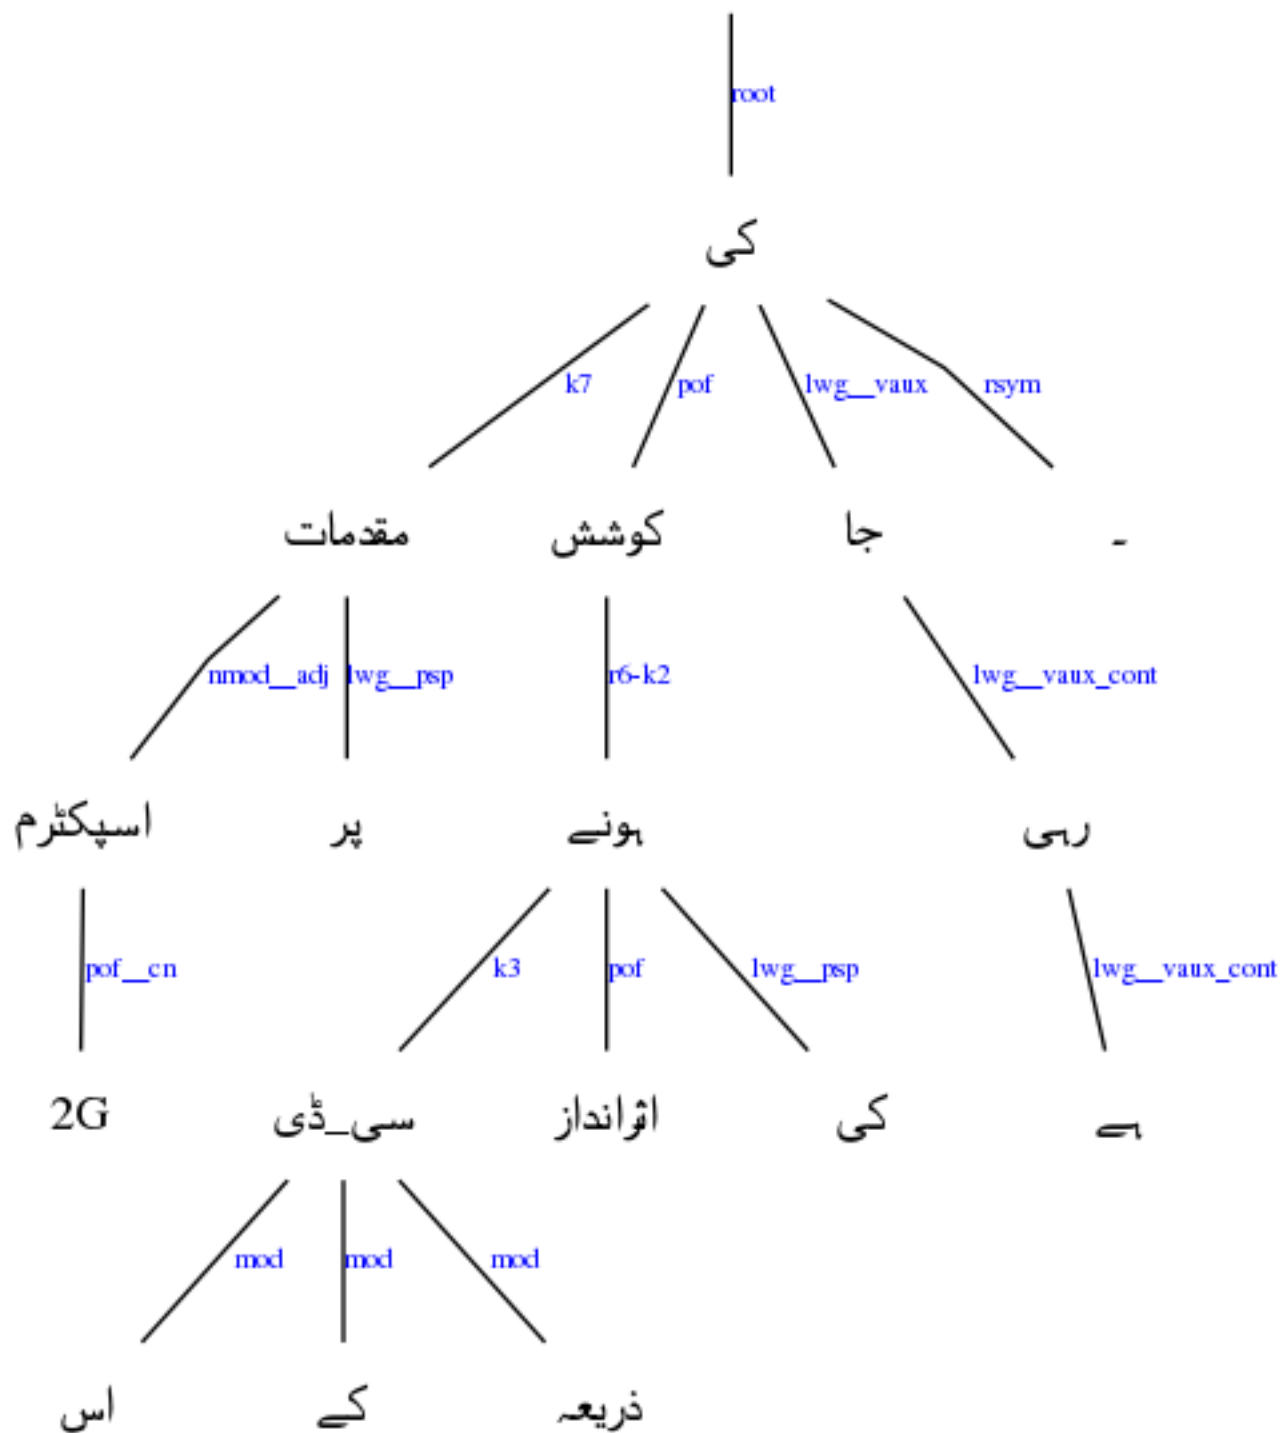 root
کی
k7 pof lwg__vaux rsym
مقدمات کوشش جا ۔
nmod__adj lwg__psp r6-k2 lwg__vaux_cont
اسپکٹرم پر ہونے رہی
pof__cn k3 pof lwg__psp lwg__vaux_cont
2G سی_ڈی اثرانداز کی ہے
mod mod mod
اس کے ذریعہ